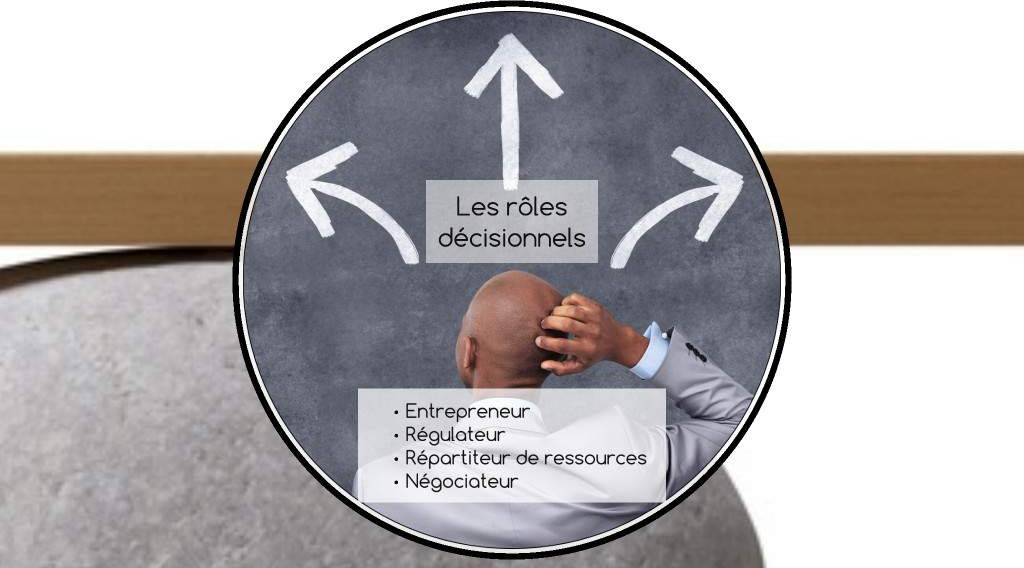 Les rôles
décisionnels
• Entrepreneur
• Régulateur
• Répartiteur de ressources
• Négociateur